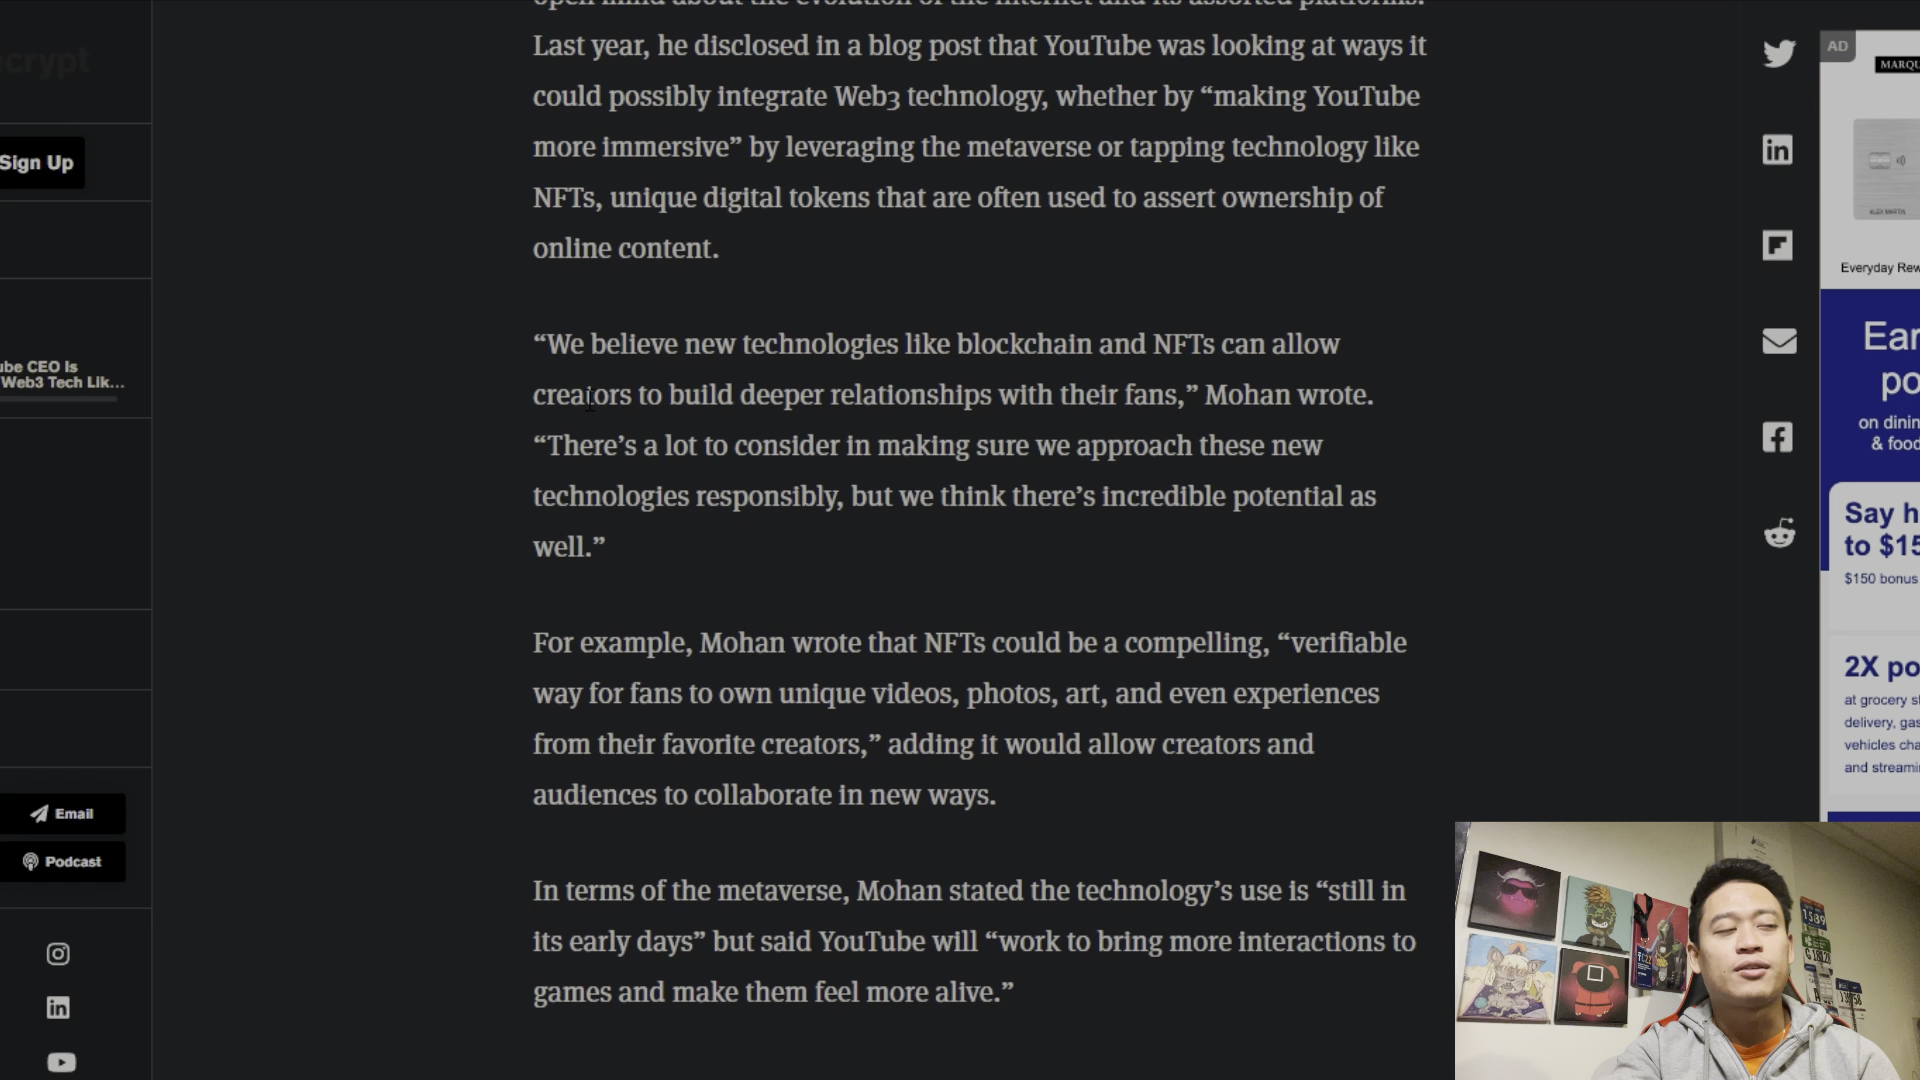 crypt
Sign Up
ube CEO Is
Web3 Tech Lik...
Email
Podcast
Last year, he disclosed in a blog post that YouTube was looking at ways it
could possibly integrate Web3 technology, whether by “making YouTube
more immersive” by leveraging the metaverse or tapping technology like
NFTs, unique digital tokens that are often used to assert ownership of
online content.
“We believe new technologies like blockchain and NFTs can allow
creators to build deeper relationships with their fans,” Mohan wrote.
“There’s a lot to consider in making sure we approach these new
technologies responsibly, but we think there’s incredible potential as
well.”
For example, Mohan wrote that NFTs could be a compelling, “verifiable
way for fans to own unique videos, photos, art, and even experiences
from their favorite creators,” adding it would allow creators and
audiences to collaborate in new ways.
In terms of the metaverse, Mohan stated the technology’s use is “still in
its early days” but said YouTube will “work to bring more interactions to
games and make them feel more alive.”
AD
MARQU
ALEX MARTIN
Everyday Rew
Ear
po
on dinin
& food
Say h
to $15
$150 bonus
2X po
at grocery s
delivery, gas
vehicles cha
and streami
1589